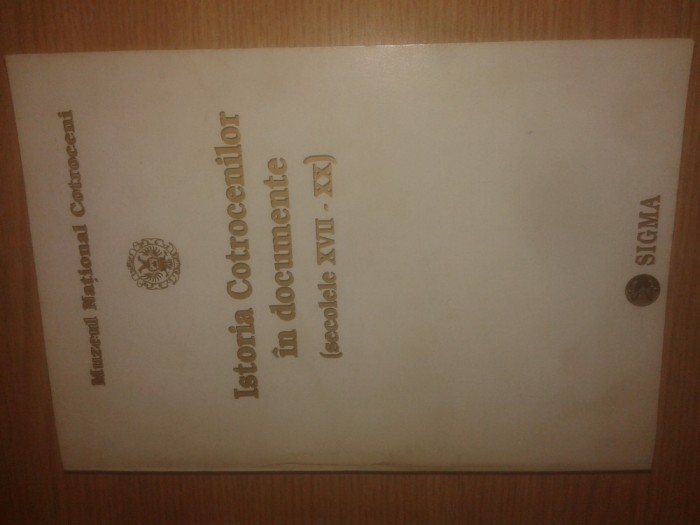 Muzeul Național Cotroceni
Istoria Cotrocenilor
în documente
(secolele XVII - XX)
SIGMA